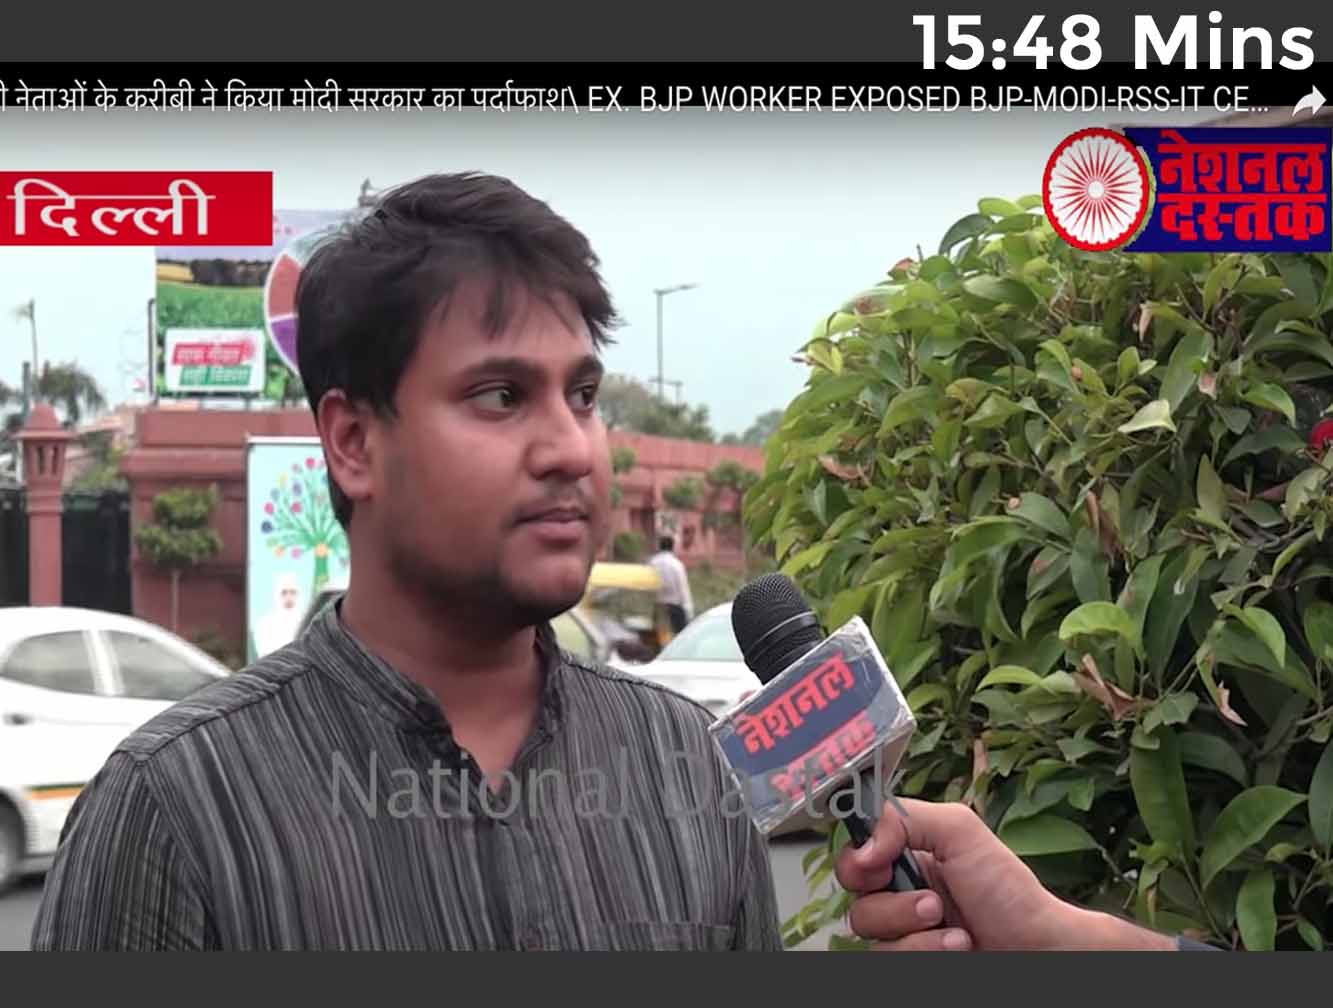 15:48 Mins
नेताओं के करीबी ने किया मोदी सरकार का पर्दाफाश\ EX. BJP WORKER EXPOSED BJP-MODI-RSS-IT CE...
नेशनल
दस्तक
दिल्ली
नेशनल
दस्तक
National Dastak